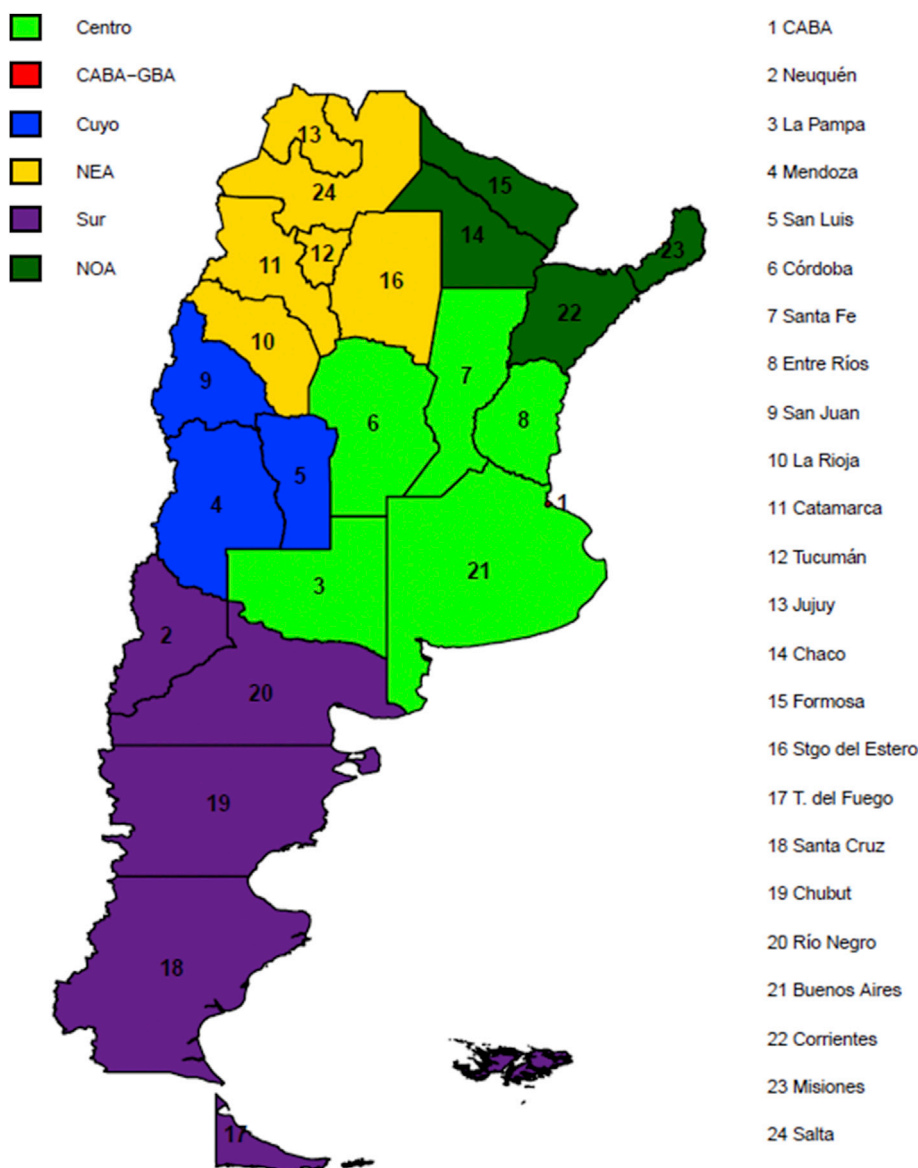 Centro
CABA−GBA
Cuyo
NEA
Sur
NOA
1 CABA
2 Neuquén
3 La Pampa
4 Mendoza
5 San Luis
6 Córdoba
7 Santa Fe
8 Entre Ríos
9 San Juan
10 La Rioja
11 Catamarca
12 Tucumán
13 Jujuy
14 Chaco
15 Formosa
16 Stgo del Estero
17 T. del Fuego
18 Santa Cruz
19 Chubut
20 Río Negro
21 Buenos Aires
22 Corrientes
23 Misiones
24 Salta
13
24
15
14
23
12
11
16
22
10
9
7
6
8
5
4
1
21
3
2
20
19
18
17